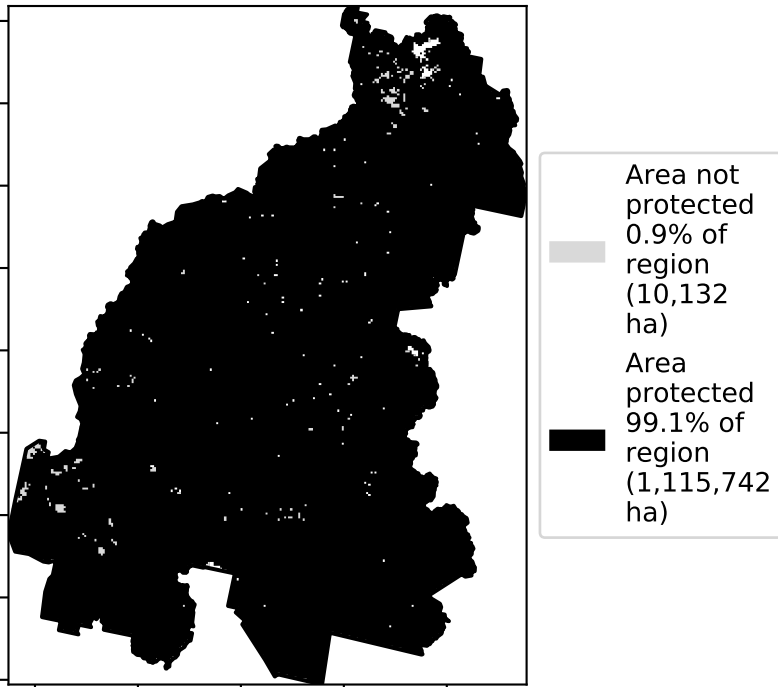 Area not
protected
0.9% of
region
(10,132
ha)
Area
protected
99.1% of
region
(1,115,742
ha)